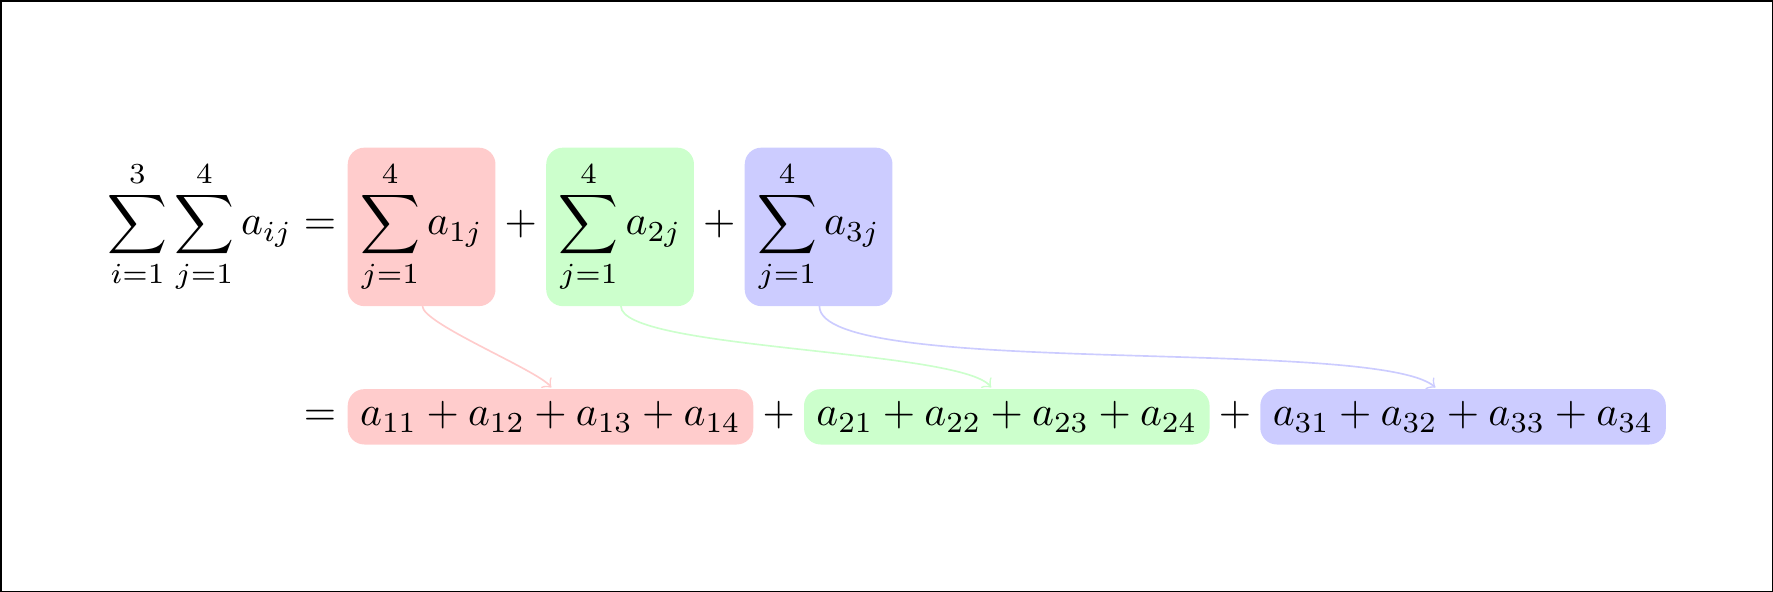 $\sum_{i=1}^{3} \sum_{j=1}^{4} a_{ij} = \sum_{j=1}^{4} a_{1j} + \sum_{j=1}^{4} a_{2j} + \sum_{j=1}^{4} a_{3j}$
$= a_{11} + a_{12} + a_{13} + a_{14} + a_{21} + a_{22} + a_{23} + a_{24} + a_{31} + a_{32} + a_{33} + a_{34}$